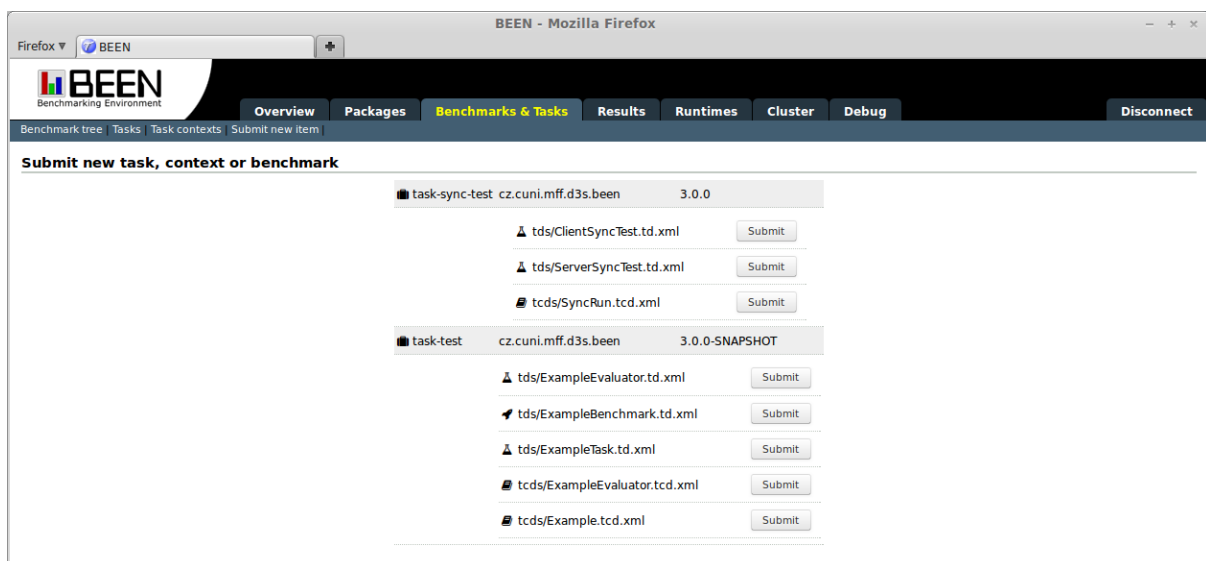 BEEN - Mozilla Firefox
Firefox
BEEN
BEEN
Benchmarking Environment
Overview Packages Benchmarks & Tasks Results Runtimes Cluster Debug Disconnect
Benchmark tree | Tasks | Task contexts | Submit new item |
Submit new task, context or benchmark
task-sync-test cz.cuni.mff.d3s.been 3.0.0
tds/ClientSyncTest.td.xml Submit
tds/ServerSyncTest.td.xml Submit
tcds/SyncRun.tcd.xml Submit
task-test cz.cuni.mff.d3s.been 3.0.0-SNAPSHOT
tds/ExampleEvaluator.td.xml Submit
tds/ExampleBenchmark.td.xml Submit
tds/ExampleTask.td.xml Submit
tcds/ExampleEvaluator.tcd.xml Submit
tcds/Example.tcd.xml Submit